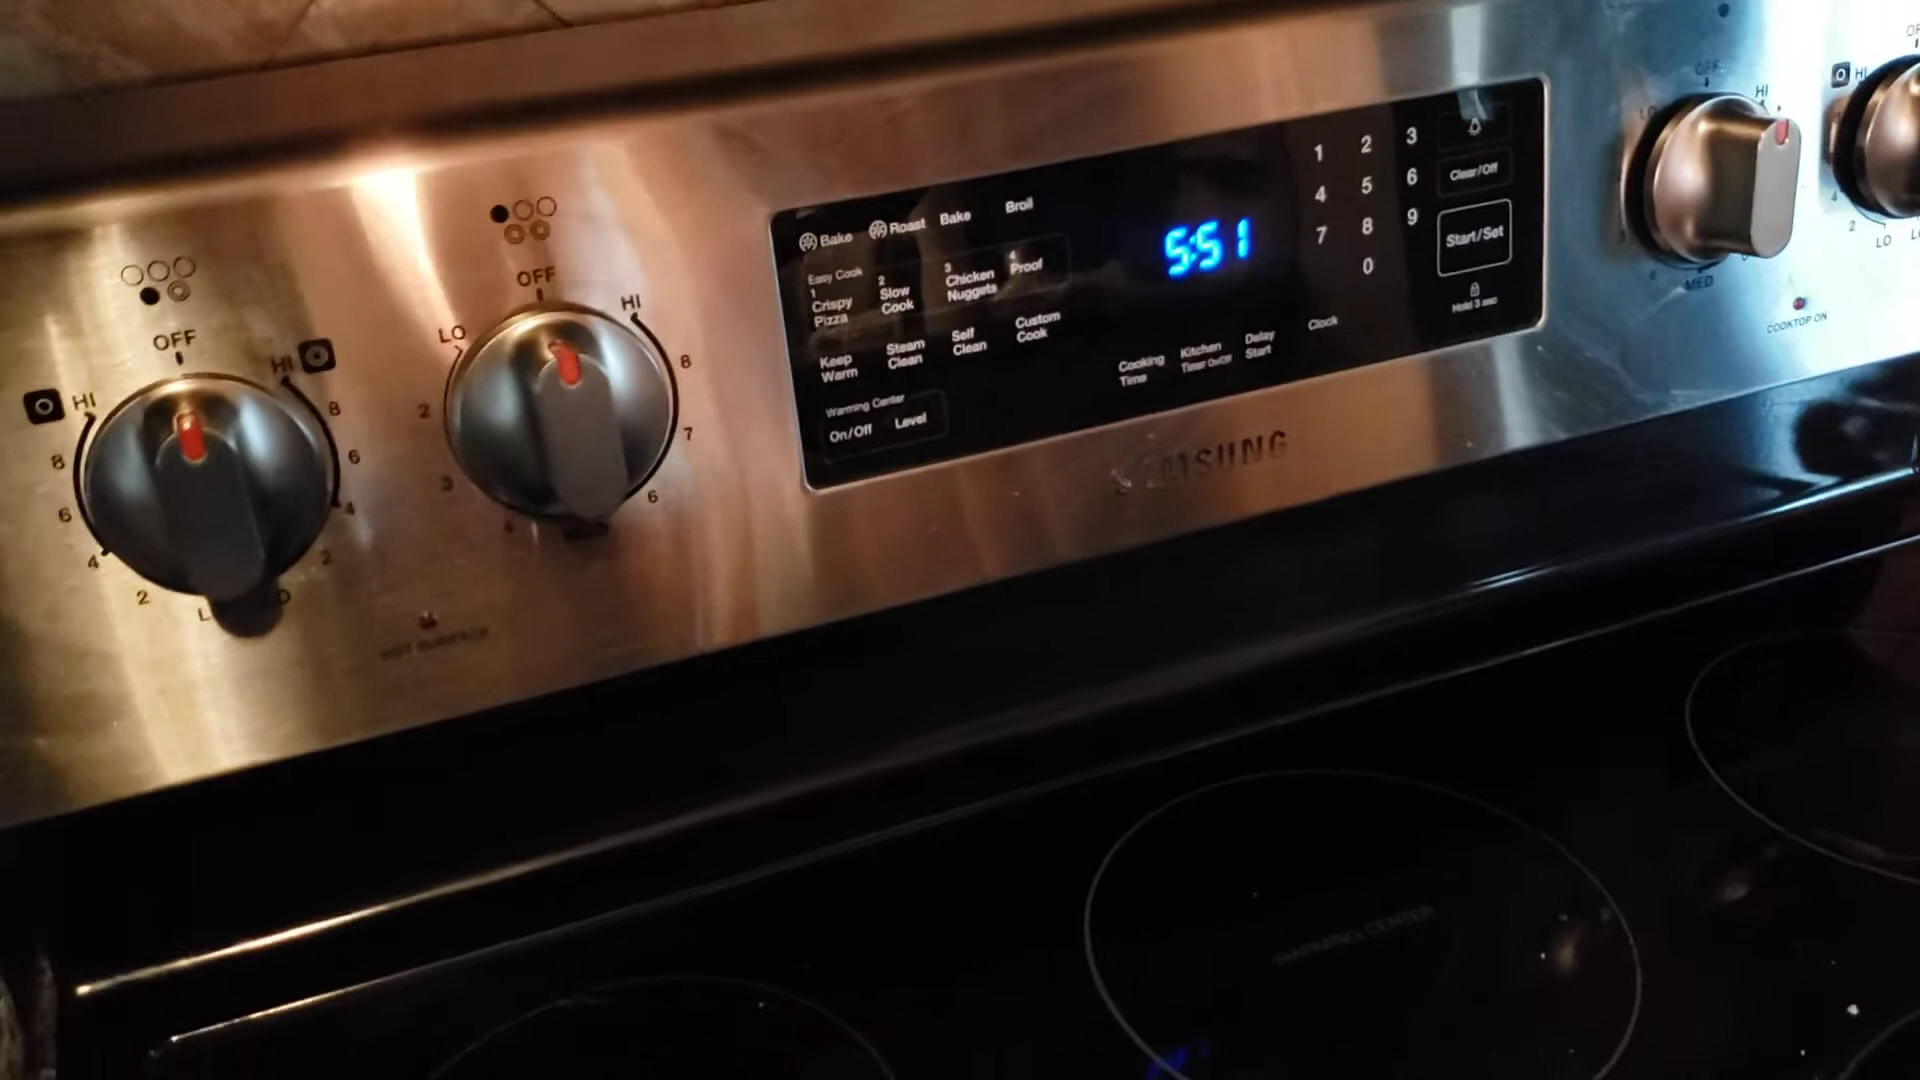 OFF
HI
HI
8
6
4
2
8
6
4
2
OFF
LO
HI
2
3
4
8
7
6
HOT SURFACE
Bake
Roast
Bake
Broil
Easy Cook
1
Crispy
Pizza
2
Slow
Cook
3
Chicken
Nuggets
4
Proof
Keep
Warm
Steam
Clean
Self
Clean
Custom
Cook
Warming Center
On/Off
Level
5:51
Cooking
Time
Kitchen
Timer On/Off
Delay
Start
Clock
1 2 3
4 5 6
7 8 9
0
Clear/Off
Start/Set
Hold 3 sec
SAMSUNG
OFF
HI
LO
MED
COOKTOP ON
HI
4
2
LO
WARMING CENTER